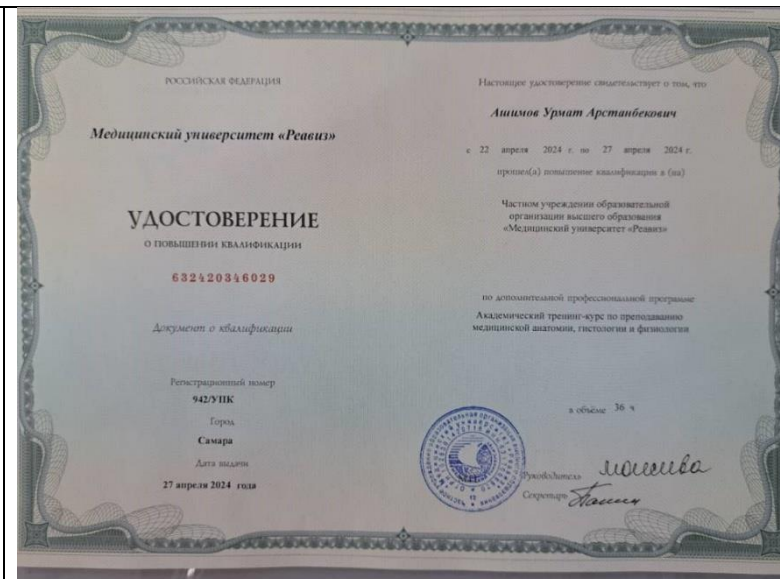 РОССИЙСКАЯ ФЕДЕРАЦИЯ
Медицинский университет «Реавиз»
УДОСТОВЕРЕНИЕ
О ПОВЫШЕНИИ КВАЛИФИКАЦИИ
632420346029
Документ о квалификации
Регистрационный номер
942/УПК
Город
Самара
Дата выдачи
27 апреля 2024 года
Настоящее удостоверение свидетельствует о том, что
Ашимов Урмат Арстанбекович
с 22 апреля 2024 г. по 27 апреля 2024 г.
прошел(а) повышение квалификации в (на)
Частном учреждении образовательной
организации высшего образования
«Медицинский университет «Реавиз»
по дополнительной профессиональной программе
Академический тренинг-курс по преподаванию
медицинской анатомии, гистологии и физиологии
в объёме 36 ч
Руководитель
Секретарь